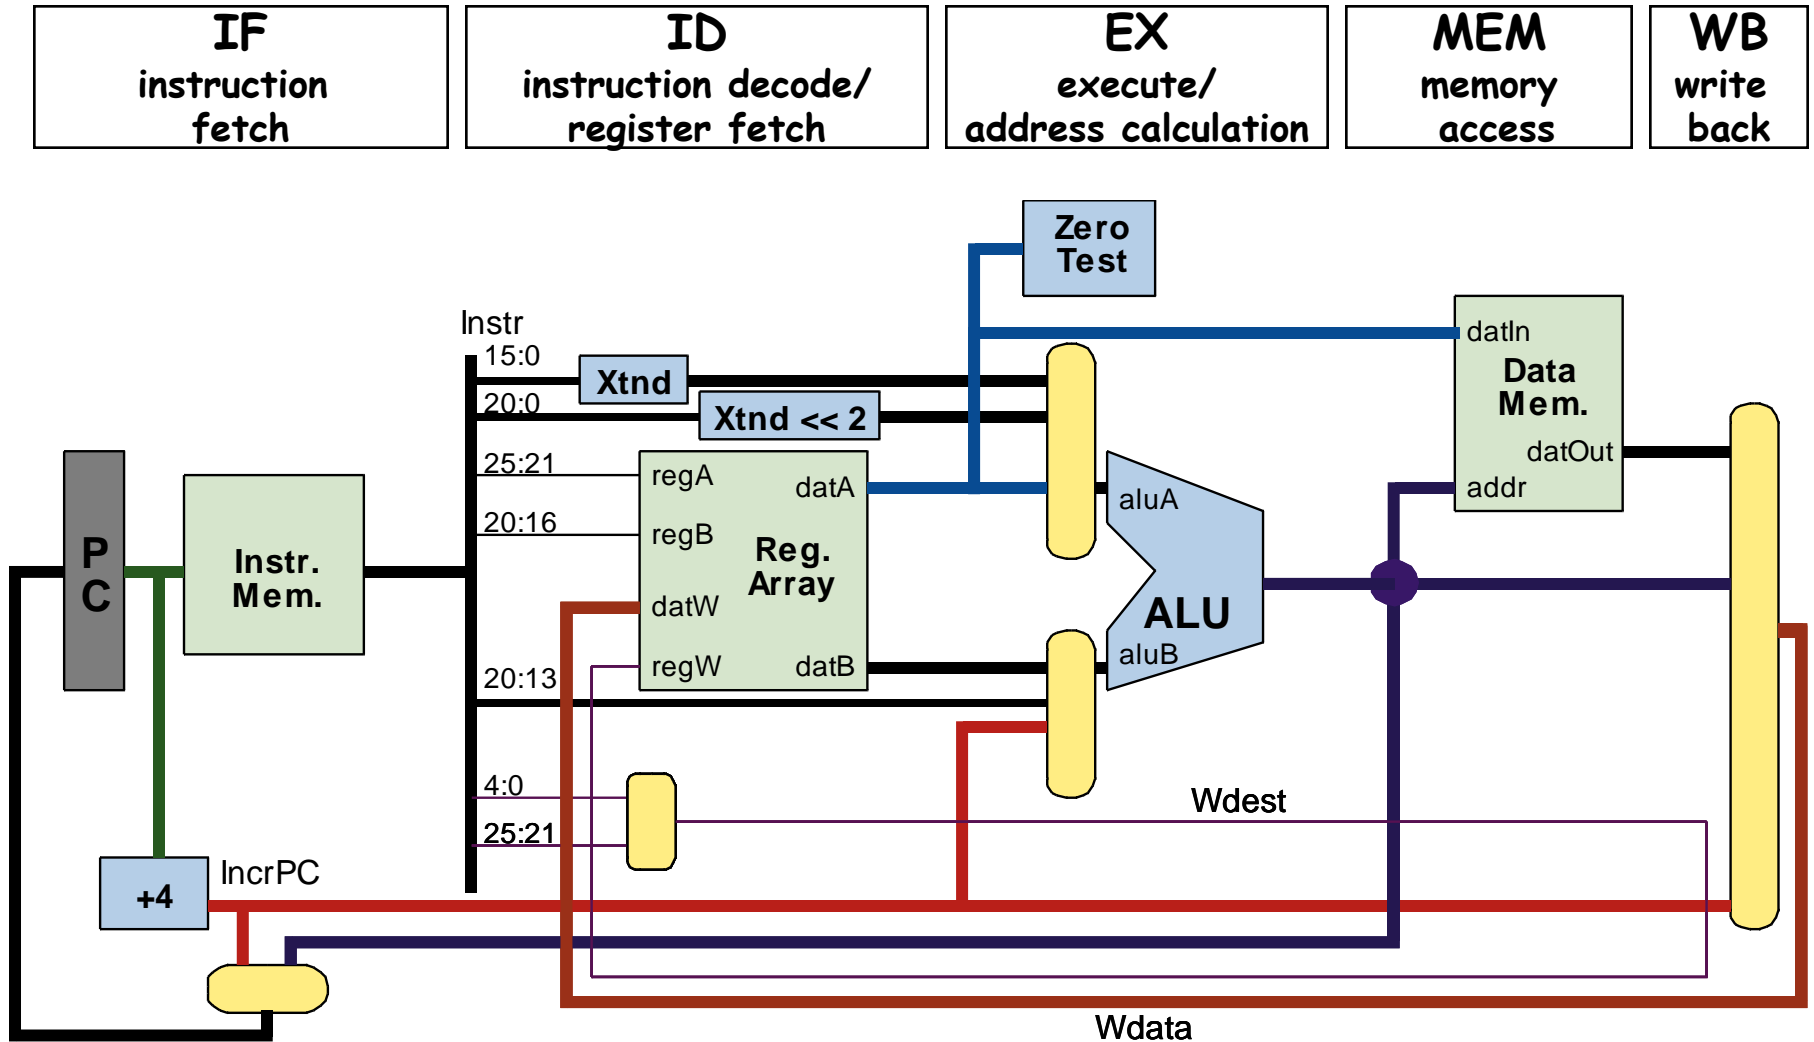 IF
instruction
fetch
ID
instruction decode/
register fetch
EX
execute/
address calculation
MEM
memory
access
WB
write
back
Zero
Test
Instr
15:0
Xtnd
20:0
Xtnd << 2
25:21
20:16
20:13
4:0
25:21
P
C
Instr.
Mem.
regA
regB
datW
regW
datA
Reg.
Array
datB
aluA
ALU
aluB
datIn
Data
Mem.
datOut
addr
Wdest
+4
IncrPC
Wdata